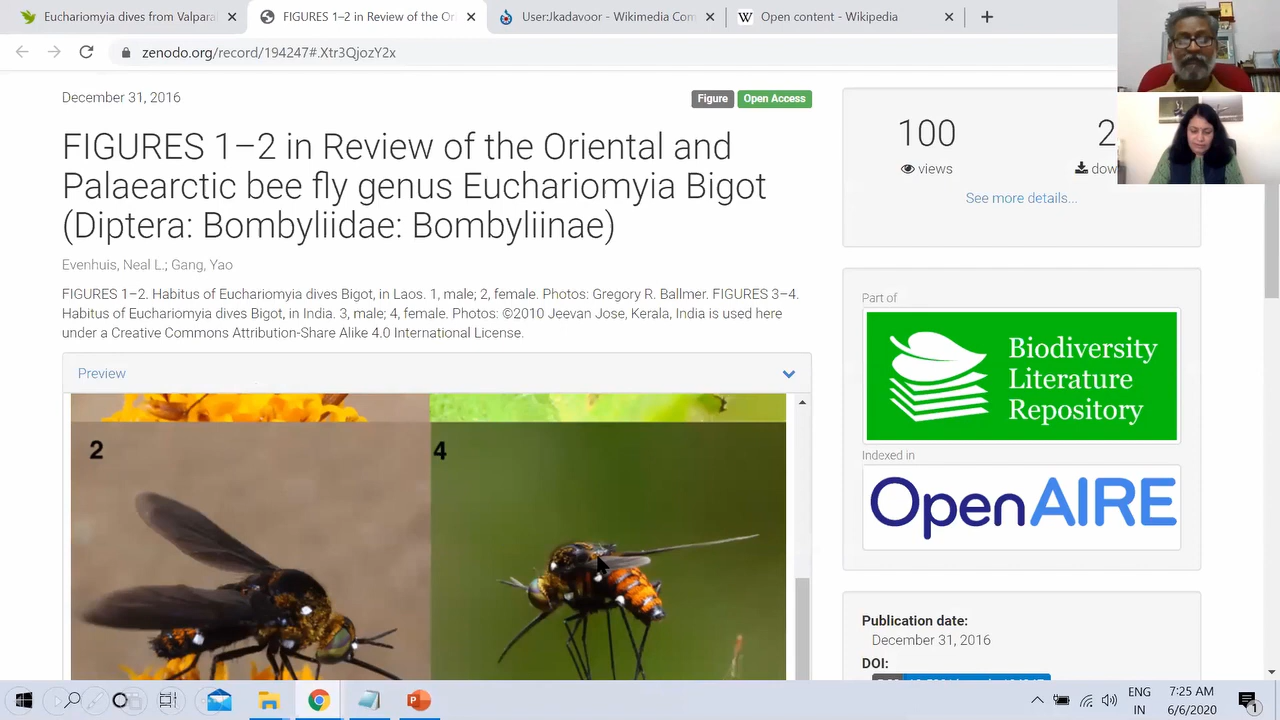 Euchariomyia dives from Valpara
FIGURES 1–2 in Review of the Or
User:Jkadavoor - Wikimedia Com
W Open content - Wikipedia
zenodo.org/record/194247#.Xtr3QjozY2x
December 31, 2016
Figure
Open Access
FIGURES 1–2 in Review of the Oriental and
Palaearctic bee fly genus Euchariomyia Bigot
(Diptera: Bombyliidae: Bombyliinae)
Evenhuis, Neal L.; Gang, Yao
FIGURES 1–2. Habitus of Euchariomyia dives Bigot, in Laos. 1, male; 2, female. Photos: Gregory R. Ballmer. FIGURES 3–4.
Habitus of Euchariomyia dives Bigot, in India. 3, male; 4, female. Photos: ©2010 Jeevan Jose, Kerala, India is used here
under a Creative Commons Attribution-Share Alike 4.0 International License.
Preview
2
4
100
views
2
dow
See more details...
Part of
Biodiversity
Literature
Repository
Indexed in
OpenAIRE
Publication date:
December 31, 2016
DOI:
ENG
IN
7:25 AM
6/6/2020
1